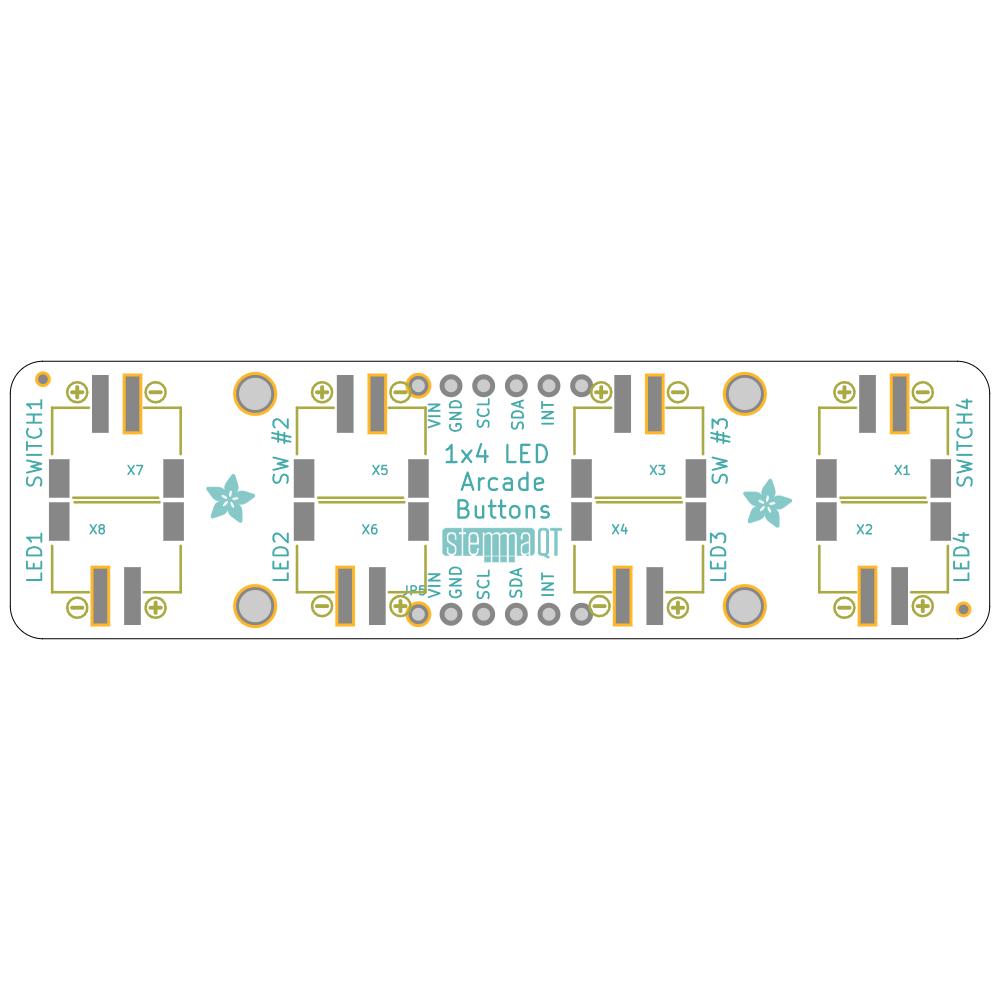 SWITCH1
SW #2
VIN
GND
SCL
SDA
INT
SW #3
SWITCH4
X7
X5
X3
X1
1x4 LED
Arcade
Buttons
stemma QT
X8
X6
X4
X2
LED1
LED2
JP5
VIN
GND
SCL
SDA
INT
LED3
LED4